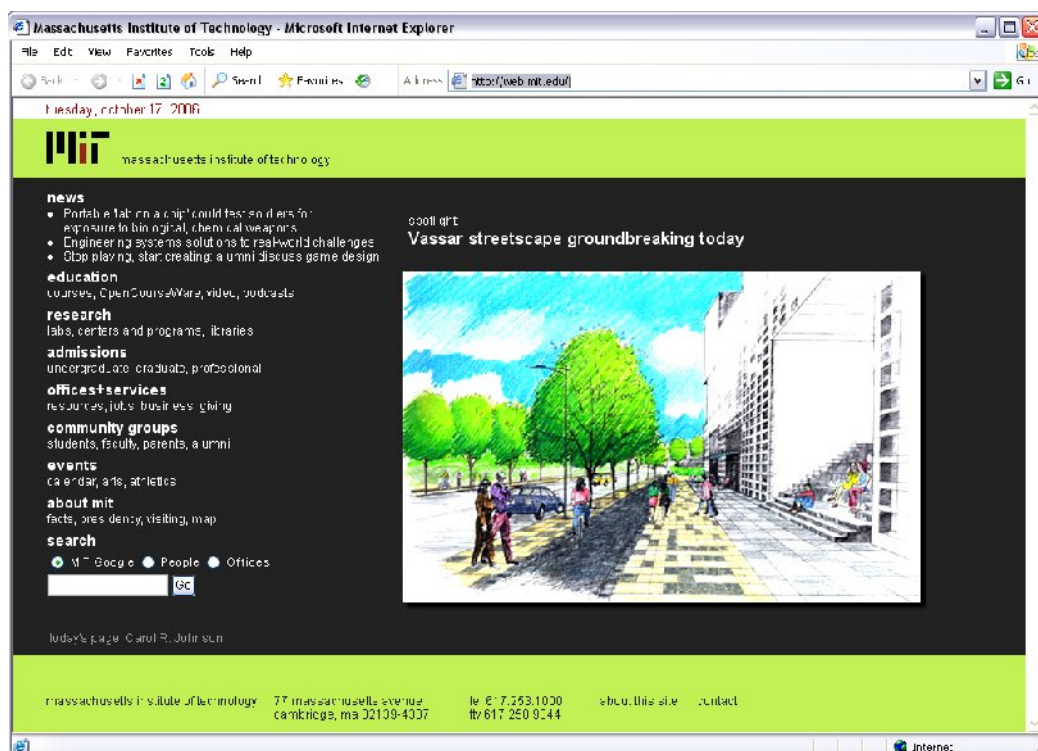 Massachusetts Institute of Technology - Microsoft Internet Explorer
File Edit View Favorites Tools Help
Back Search Favorites Address http://web.mit.edu/ Go
tuesday, october 17, 2006
MIT massachusetts institute of technology
news
• Portable 'lab on a chip' could test soldiers for
exposure to biological, chemical weapons
• Engineering systems solutions to real-world challenges
• Stop playing, start creating: alumni discuss game design
education
courses, OpenCourseWare, video, podcasts
research
labs, centers and programs, libraries
admissions
undergraduate, graduate, professional
offices+services
resources, jobs, business, giving
community groups
students, faculty, parents, alumni
events
calendar, arts, athletics
about mit
facts, presidency, visiting, map
search
MIT Google People Offices
Go
today's page: Carol R. Johnson
spotlight
Vassar streetscape groundbreaking today
massachusetts institute of technology
77 massachusetts avenue
cambridge, ma 02139-4307
tel 617.253.1000
tty 617.250.9344
about this site
contact
Internet